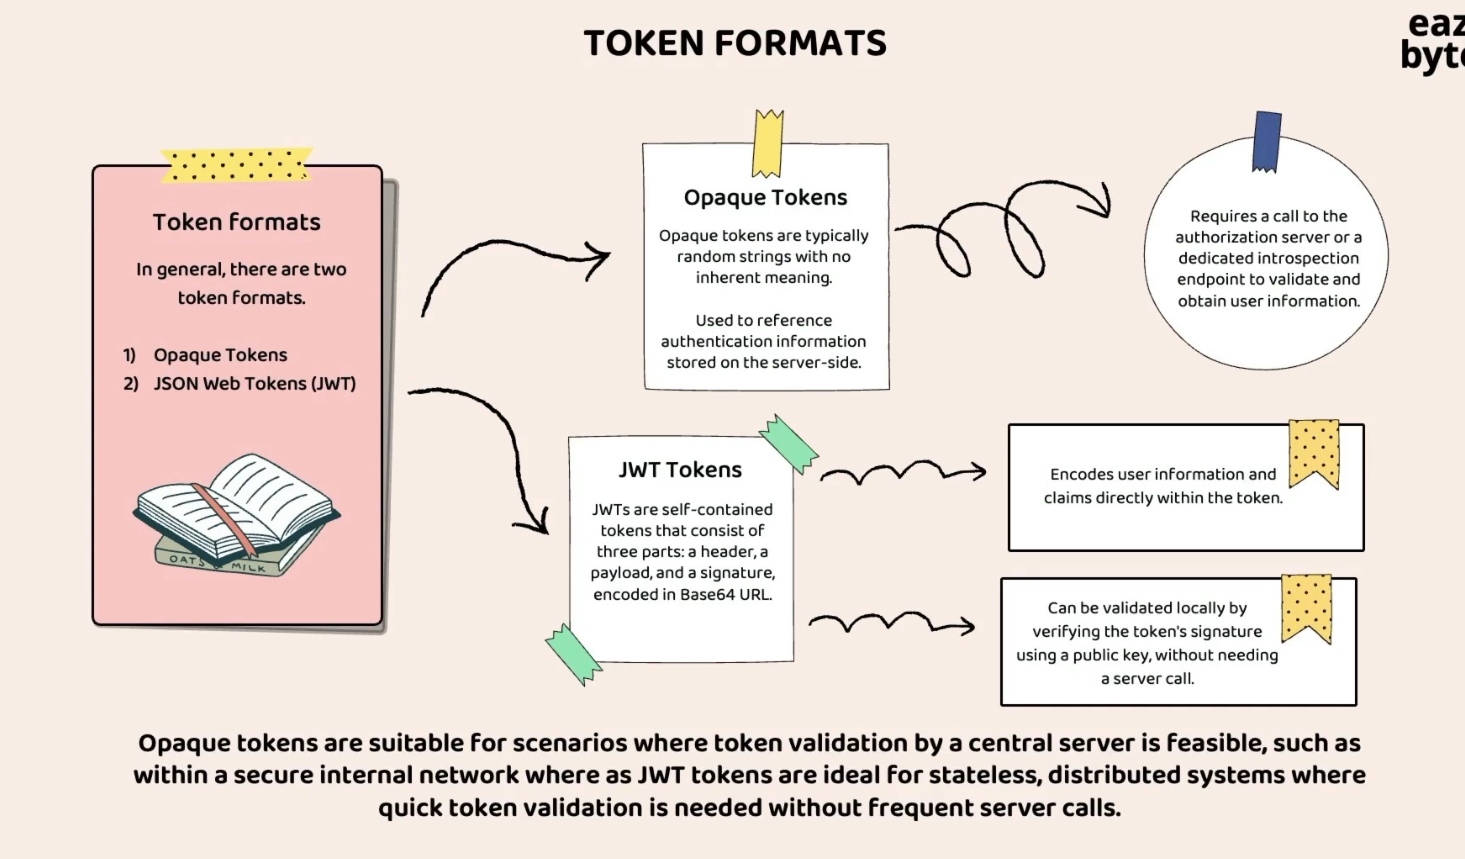 TOKEN FORMATS
eaz
byte
Token formats
In general, there are two
token formats.
1) Opaque Tokens
2) JSON Web Tokens (JWT)
OATS & MILK
Opaque Tokens
Opaque tokens are typically
random strings with no
inherent meaning.
Used to reference
authentication information
stored on the server-side.
Requires a call to the
authorization server or a
dedicated introspection
endpoint to validate and
obtain user information.
JWT Tokens
JWTs are self-contained
tokens that consist of
three parts: a header, a
payload, and a signature,
encoded in Base64 URL.
Encodes user information and
claims directly within the token.
Can be validated locally by
verifying the token's signature
using a public key, without needing
a server call.
Opaque tokens are suitable for scenarios where token validation by a central server is feasible, such as
within a secure internal network where as JWT tokens are ideal for stateless, distributed systems where
quick token validation is needed without frequent server calls.